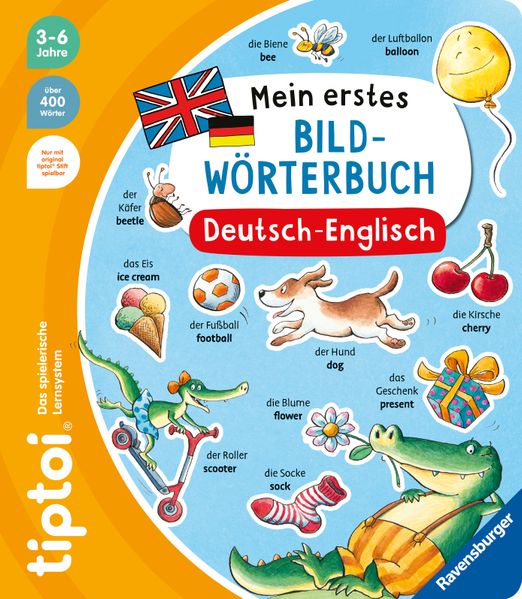 3-6
Jahre
über
400
Wörter
Nur mit
original
tiptoi® Stift
spielbar
die Biene
bee
der Luftballon
balloon
Mein erstes
BILD-
WÖRTERBUCH
Deutsch-Englisch
der
Käfer
beetle
das Eis
ice cream
der Fußball
football
der Hund
dog
die Kirsche
cherry
das
Geschenk
present
die Blume
flower
der Roller
scooter
die Socke
sock
Das spielerische
Lernsystem
tiptoi®
Ravensburger